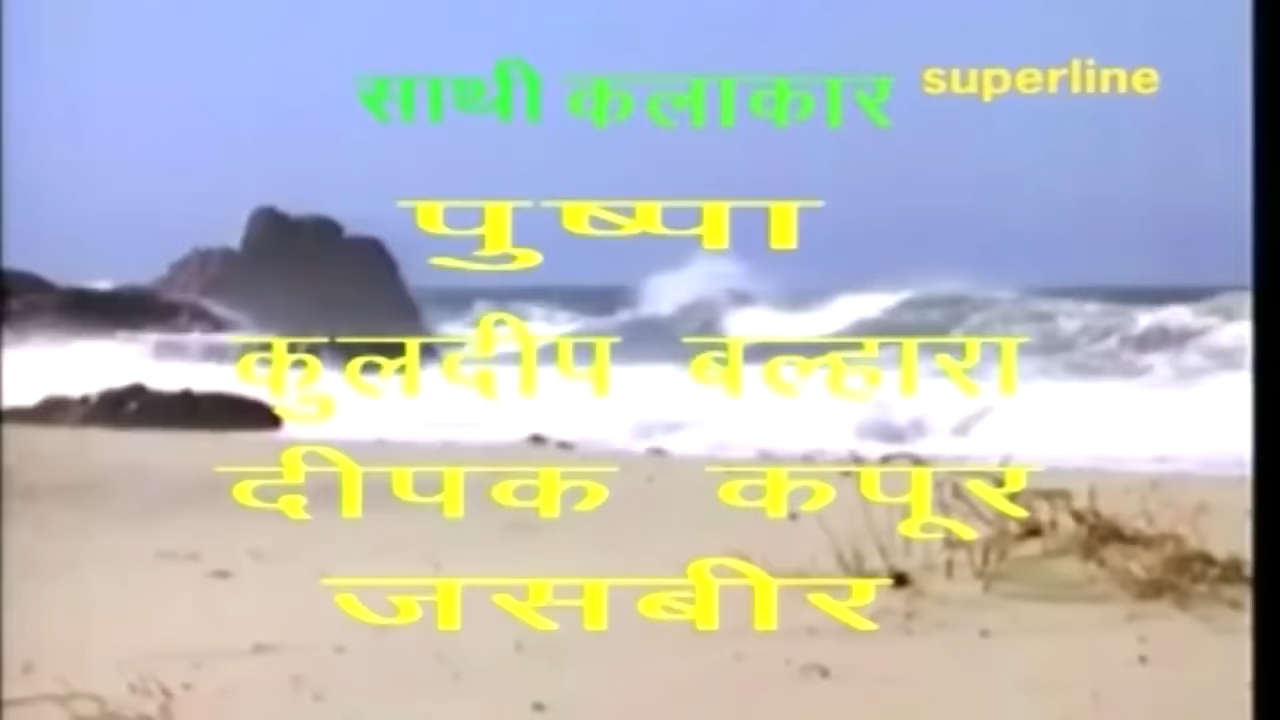 साथी कलाकार superline
पुष्पा
कुलदीप बल्हारा
दीपक कपूर
जसबीर